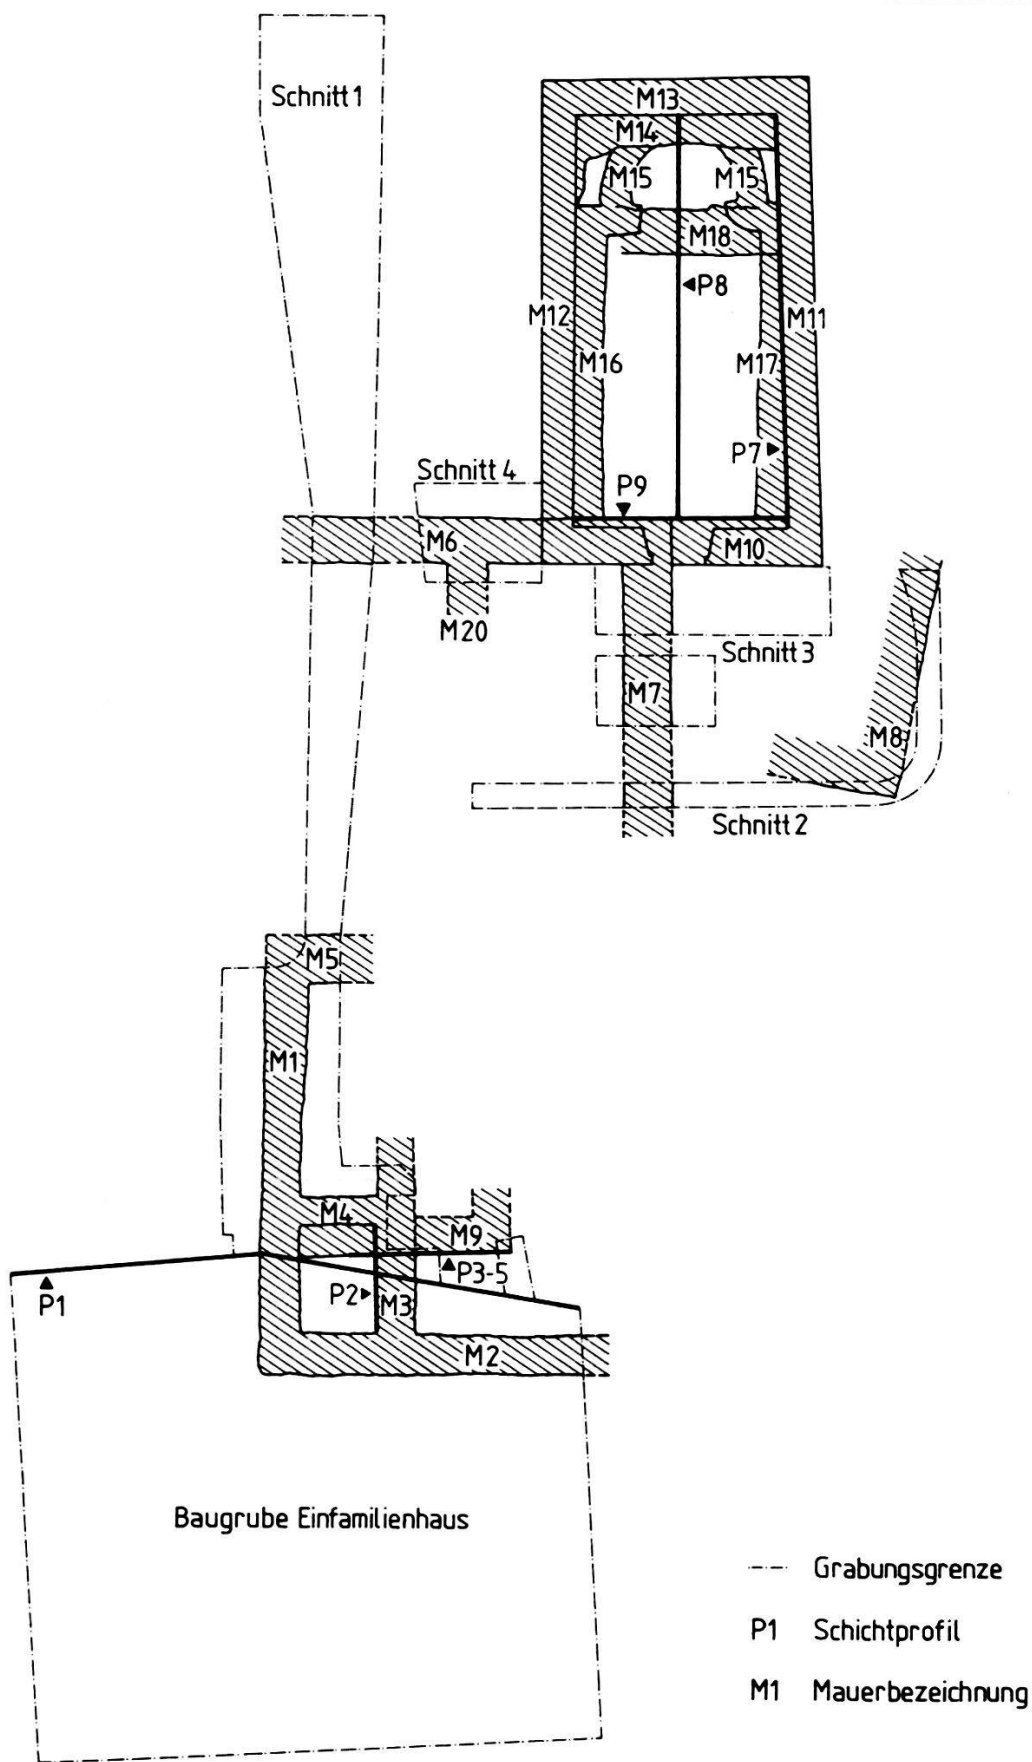 Schnitt 1
M13
M14
M15
M15
M18
P8
M12
M11
M16
M17
P7
Schnitt 4
P9
M6
M10
M20
Schnitt 3
M7
M8
Schnitt 2
M5
M1
M4
M9
P3-5
P1
P2
M3
M2
Baugrube Einfamilienhaus
Grabungsgrenze
P1 Schichtprofil
M1 Mauerbezeichnung